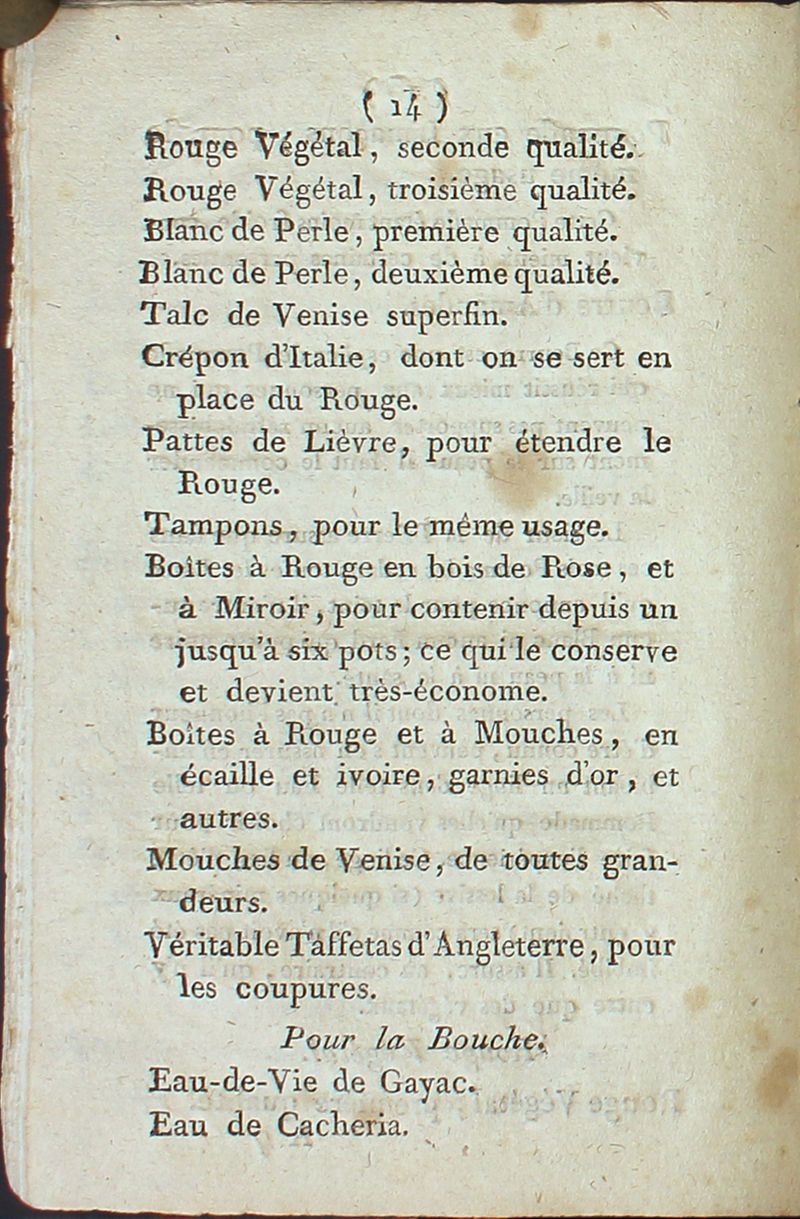 ( 14 )
Rouge Végétal, seconde qualité.
Rouge Végétal, troisième qualité.
Blanc de Perle, première qualité.
Blanc de Perle, deuxième qualité.
Talc de Venise superfin.
Crépon d'Italie, dont on se sert en
place du Rouge.
Pattes de Lièvre, pour étendre le
Rouge.
Tampons, pour le même usage.
Boîtes à Rouge en bois de Rose, et
à Miroir, pour contenir depuis un
jusqu'à six pots; ce qui le conserve
et devient très-économe.
Boîtes à Rouge et à Mouches, en
écaille et ivoire, garnies d'or, et
autres.
Mouches de Venise, de toutes gran-
deurs.
Véritable Taffetas d'Angleterre, pour
les coupures.
Pour la Bouche.
Eau-de-Vie de Gayac.
Eau de Cacheria.